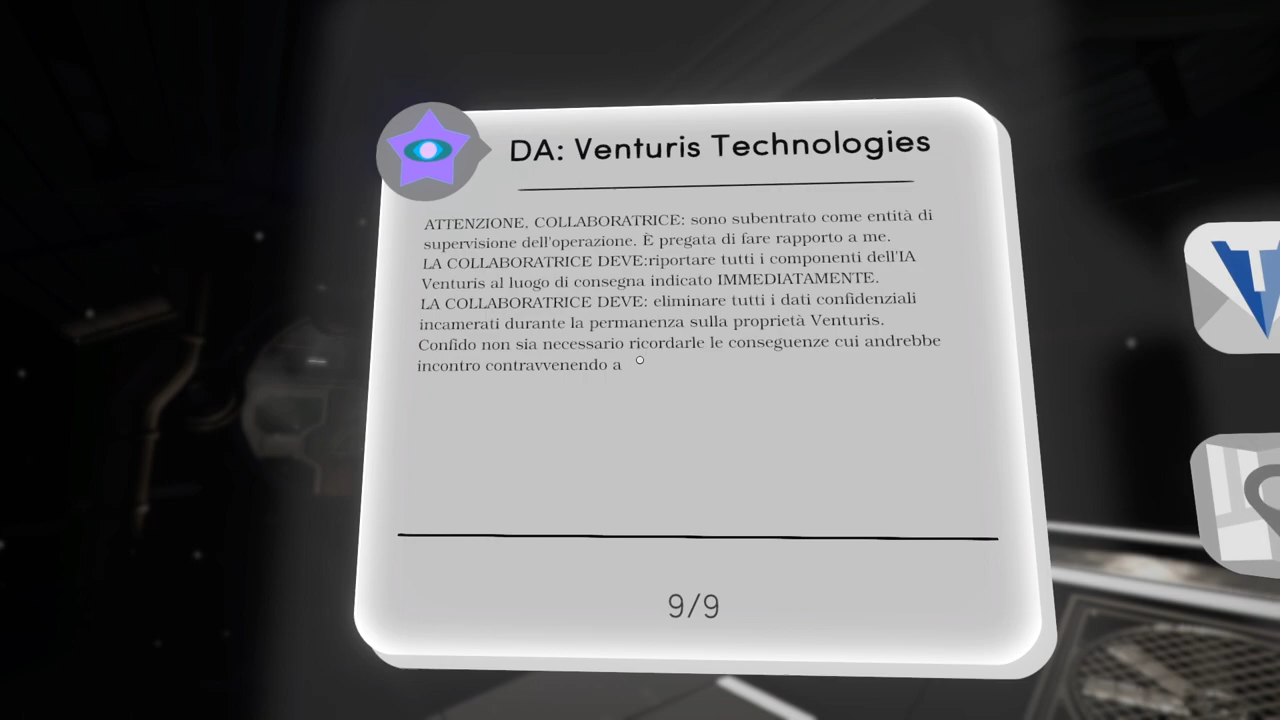 DA: Venturis Technologies
ATTENZIONE, COLLABORATRICE: sono subentrato come entità di
supervisione dell'operazione. È pregata di fare rapporto a me.
LA COLLABORATRICE DEVE:riportare tutti i componenti dell'IA
Venturis al luogo di consegna indicato IMMEDIATAMENTE.
LA COLLABORATRICE DEVE: eliminare tutti i dati confidenziali
incamerati durante la permanenza sulla proprietà Venturis.
Confido non sia necessario ricordarle le conseguenze cui andrebbe
incontro contravvenendo a
9/9